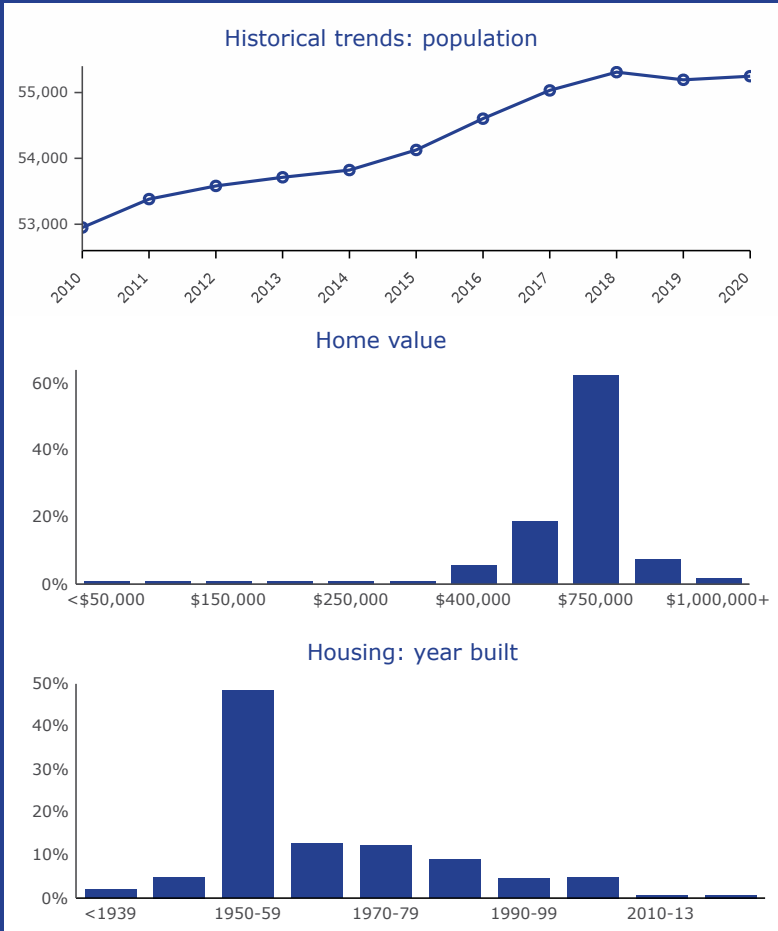 Historical trends: population
55,000
54,000
53,000
2010 2011 2012 2013 2014 2015 2016 2017 2018 2019 2020
Home value
60%
40%
20%
0%
<$50,000 $150,000 $250,000 $400,000 $750,000 $1,000,000+
Housing: year built
50%
40%
30%
20%
10%
0%
<1939 1950-59 1970-79 1990-99 2010-13